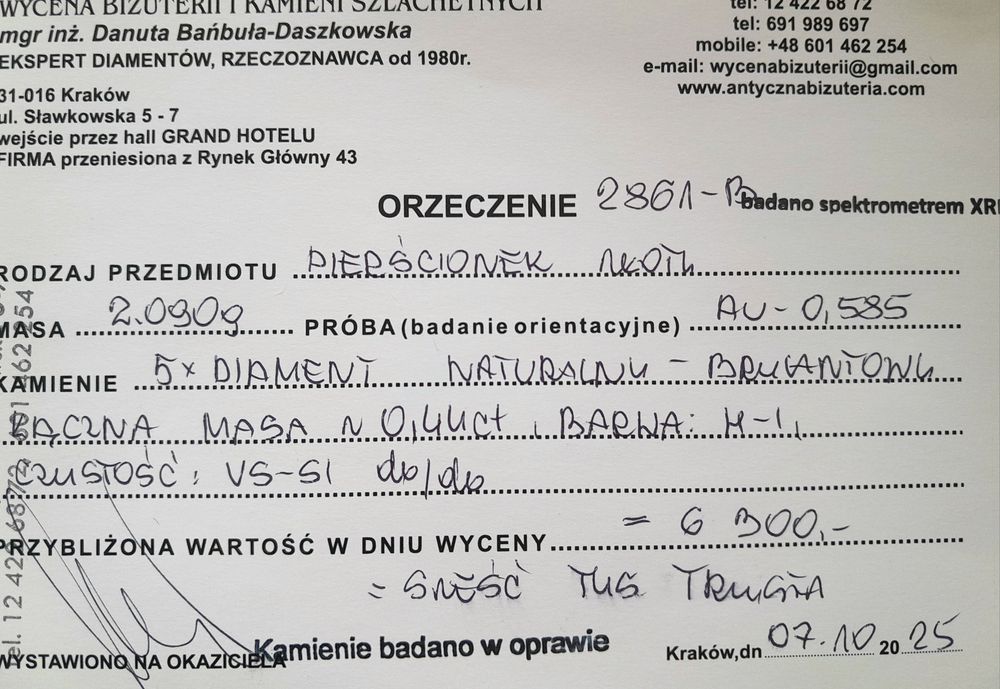 WYCENA BIŻUTERII I KAMIENI SZLACHETNYCH
mgr inż. Danuta Bańbuła-Daszkowska
EKSPERT DIAMENTÓW, RZECZOZNAWCA od 1980r.
31-016 Kraków
ul. Sławkowska 5 - 7
wejście przez hall GRAND HOTELU
FIRMA przeniesiona z Rynek Główny 43
tel: 12 422 68 72
tel: 691 989 697
mobile: +48 601 462 254
e-mail: wycenabizuterii@gmail.com
www.antycznabizuteria.com
ORZECZENIE 2861-B badano spektrometrem XRF
RODZAJ PRZEDMIOTU PIERŚCIONEK ZŁOTY
MASA 2.090g PRÓBA (badanie orientacyjne) AU - 0,585
KAMIENIE 5x DIAMENT NATURALNY - BRYLANTOWY
ŁĄCZNA MASA ~ 0,44ct, BARWA: H-I,
CZYSTOŚĆ: VS-SI db/db
PRZYBLIŻONA WARTOŚĆ W DNIU WYCENY = 6 300,-
= SZEŚĆ TYS TRZYSTA
WYSTAWIONO NA OKAZICIELA
Kamienie badano w oprawie
Kraków, dn 07.10 20 25